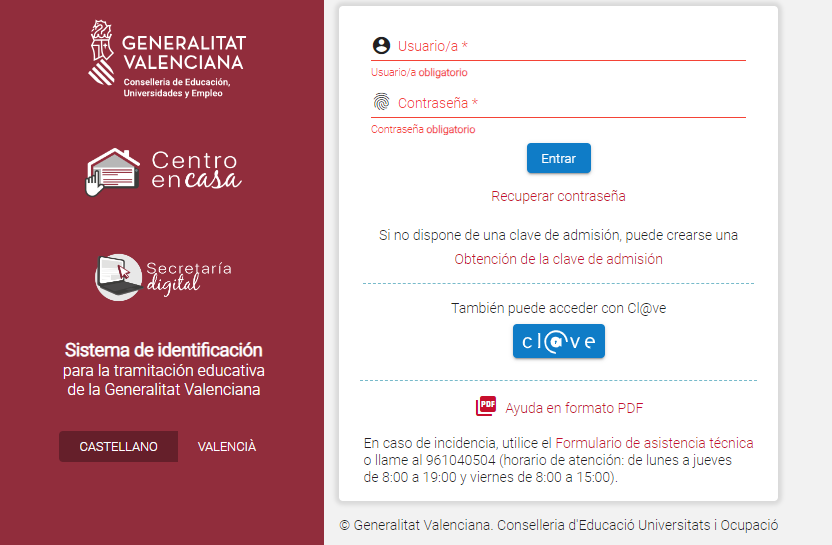 GENERALITAT
VALENCIANA
Conselleria de Educación,
Universidades y Empleo
Centro
en casa
Secretaría
digital
Sistema de identificación
para la tramitación educativa
de la Generalitat Valenciana
CASTELLANO
VALENCIÀ
Usuario/a *
Usuario/a obligatorio
Contraseña *
Contraseña obligatorio
Entrar
Recuperar contraseña
Si no dispone de una clave de admisión, puede crearse una
Obtención de la clave de admisión
También puede acceder con Cl@ve
cl@ve
PDF
Ayuda en formato PDF
En caso de incidencia, utilice el Formulario de asistencia técnica
o llame al 961040504 (horario de atención: de lunes a jueves
de 8:00 a 19:00 y viernes de 8:00 a 15:00).
© Generalitat Valenciana. Conselleria d'Educació Universitats i Ocupació